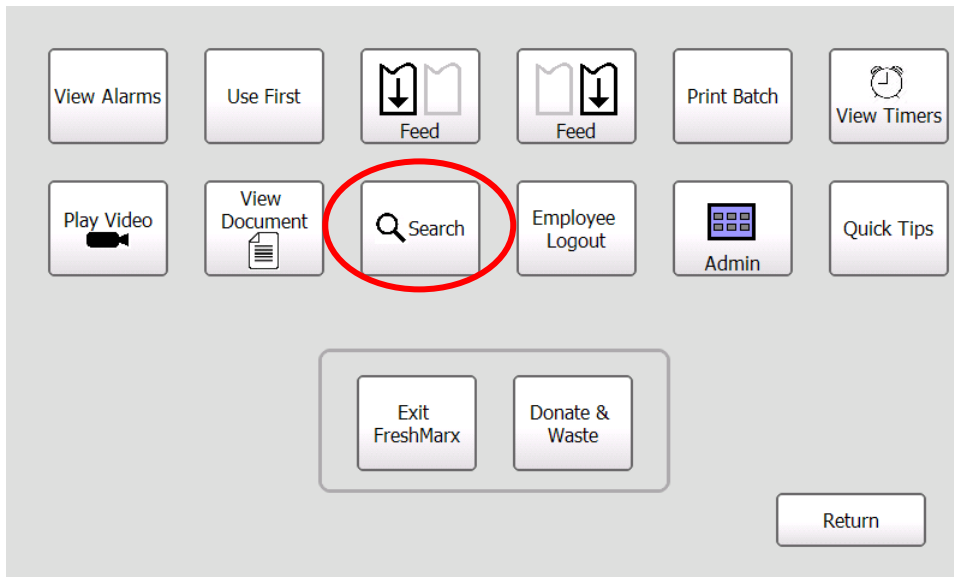 View Alarms
Use First
Feed
Feed
Print Batch
View Timers
Play Video
View
Document
Search
Employee
Logout
Admin
Quick Tips
Exit
FreshMarx
Donate &
Waste
Return